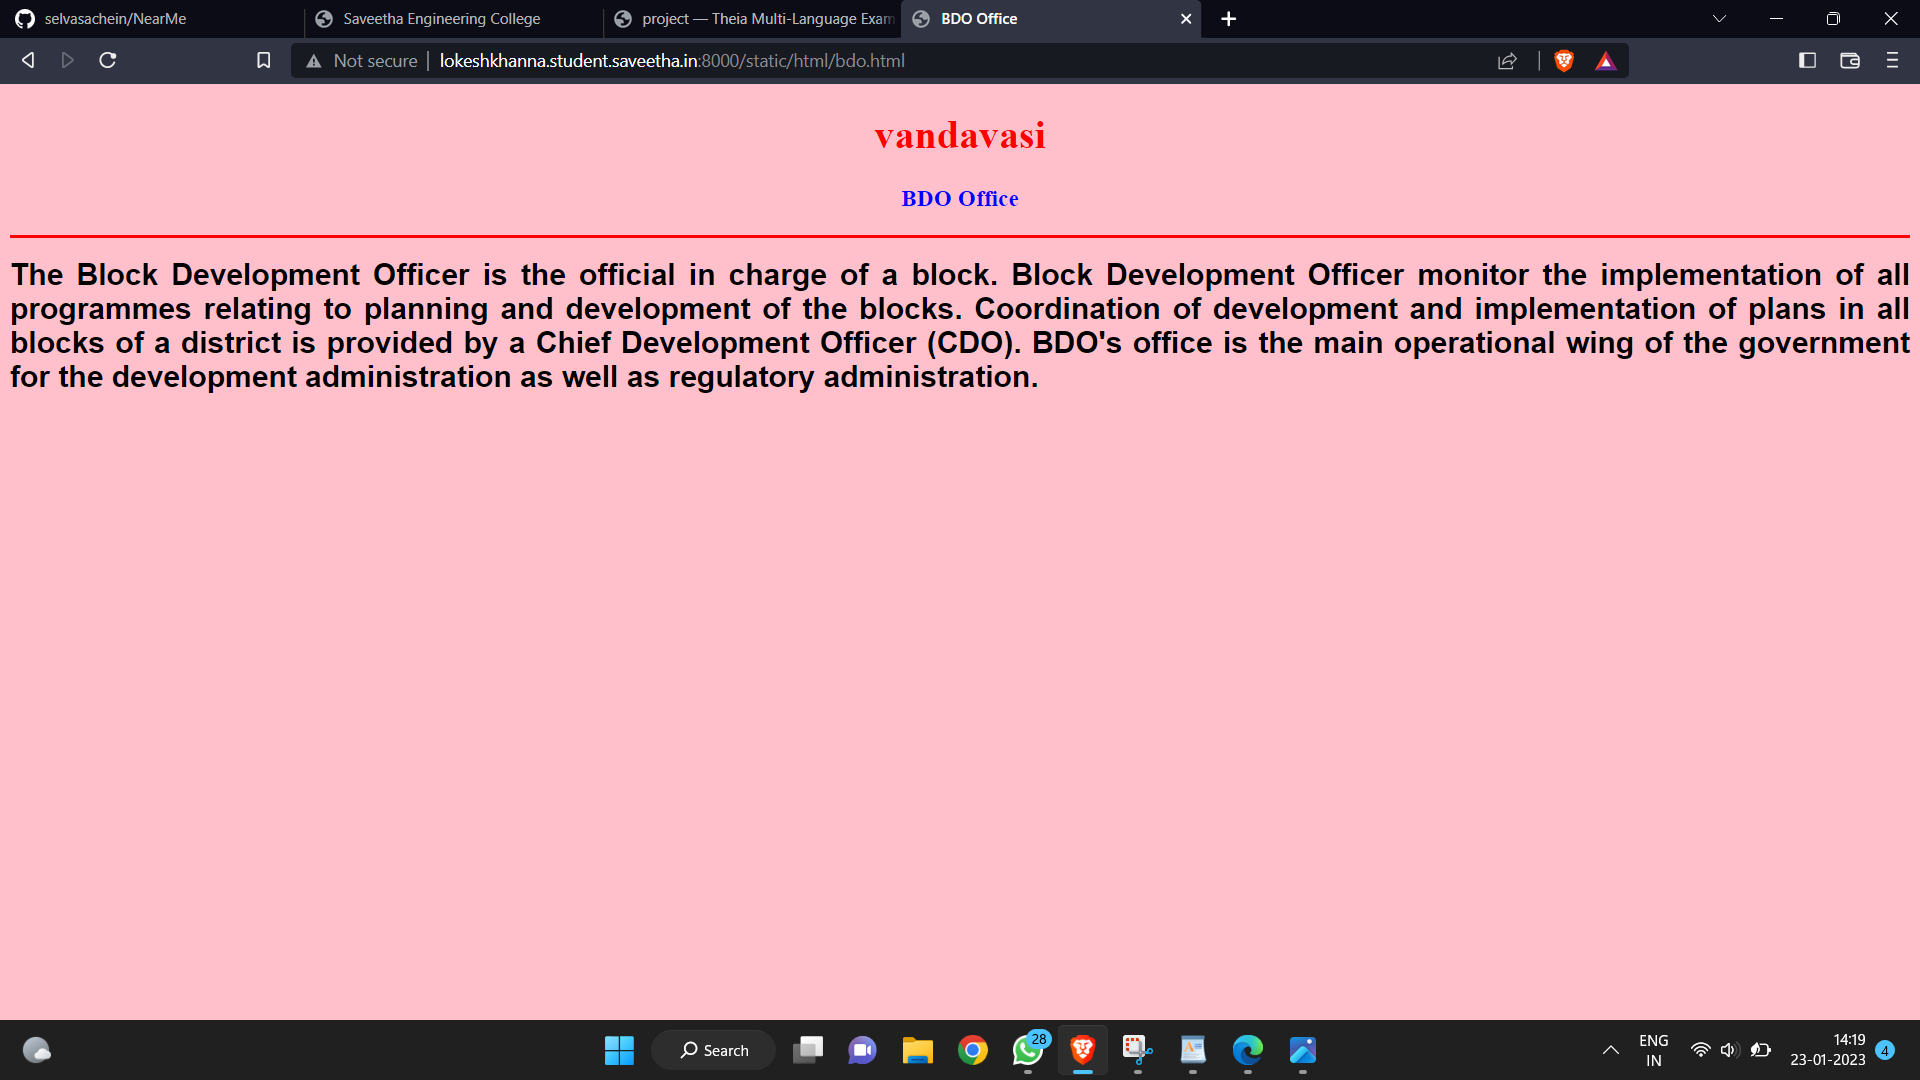 selvasachein/NearMe
Saveetha Engineering College
project — Theia Multi-Language Exam
BDO Office
Not secure
lokeshkhanna.student.saveetha.in:8000/static/html/bdo.html
vandavasi
BDO Office
The Block Development Officer is the official in charge of a block. Block Development Officer monitor the implementation of all
programmes relating to planning and development of the blocks. Coordination of development and implementation of plans in all
blocks of a district is provided by a Chief Development Officer (CDO). BDO's office is the main operational wing of the government
for the development administration as well as regulatory administration.
Search
28
ENG
IN
14:19
23-01-2023
4